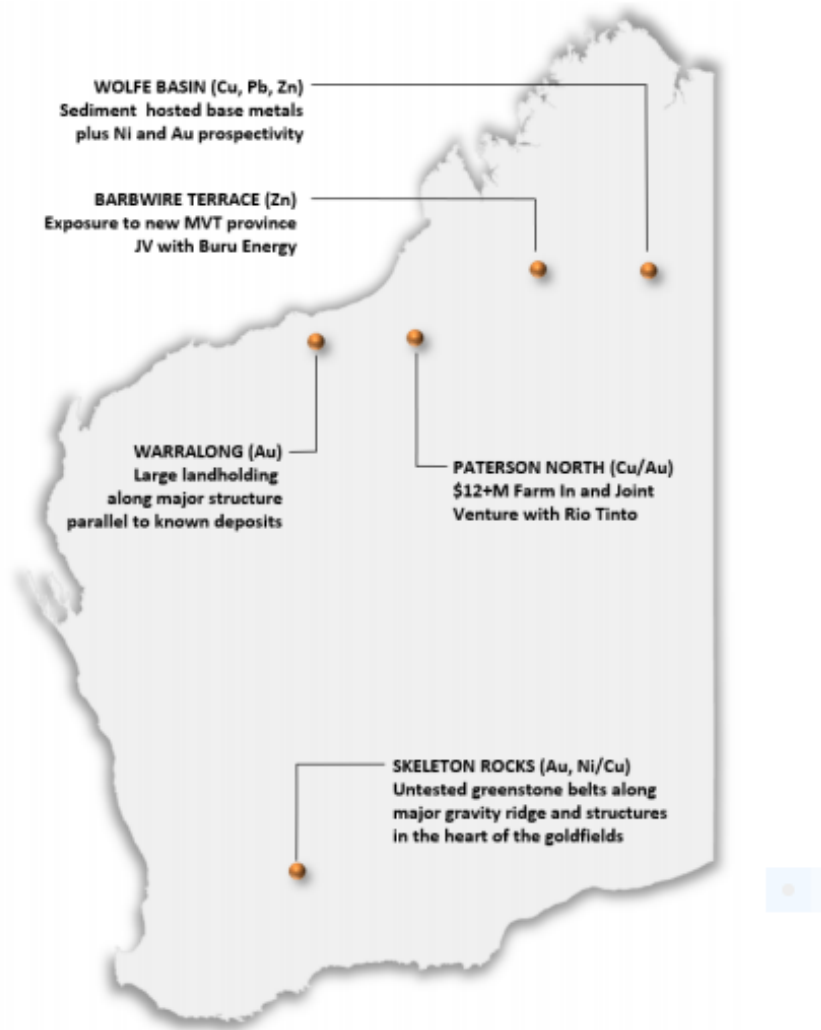 WOLFE BASIN (Cu, Pb, Zn)
Sediment hosted base metals
plus Ni and Au prospectivity
BARBWIRE TERRACE (Zn)
Exposure to new MVT province
JV with Buru Energy
WARRALONG (Au)
Large landholding
along major structure
parallel to known deposits
PATERSON NORTH (Cu/Au)
$12+M Farm In and Joint
Venture with Rio Tinto
SKELETON ROCKS (Au, Ni/Cu)
Untested greenstone belts along
major gravity ridge and structures
in the heart of the goldfields